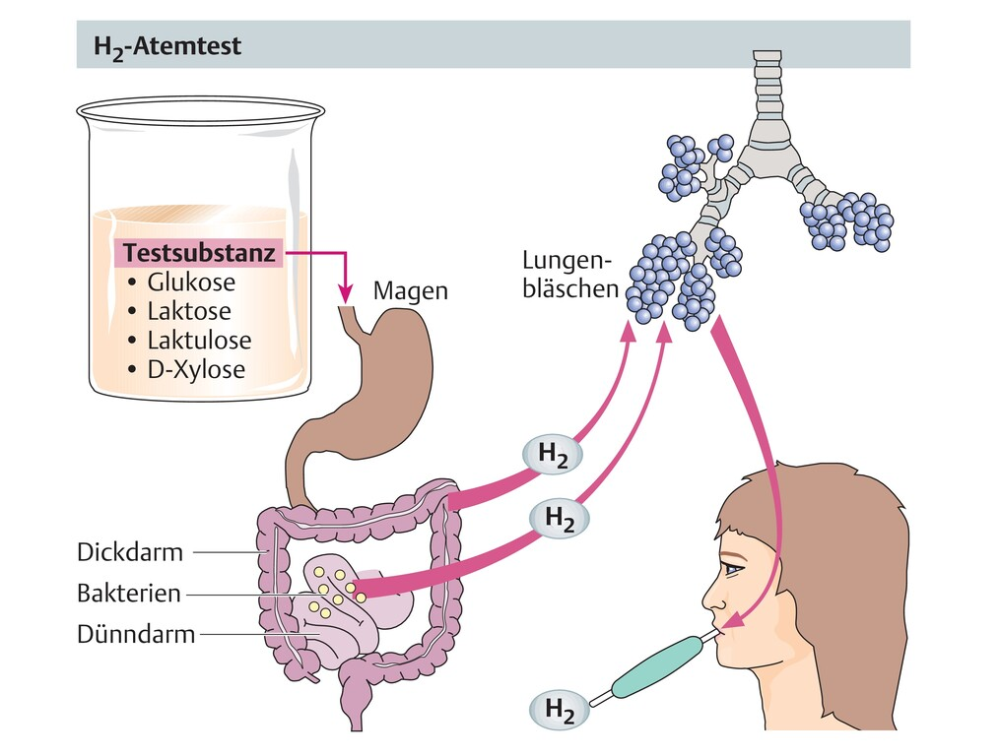 H₂-Atemtest
Testsubstanz
• Glukose
• Laktose
• Laktulose
• D-Xylose
Magen
Lungen-
bläschen
H₂
H₂
Dickdarm
Bakterien
Dünndarm
H₂